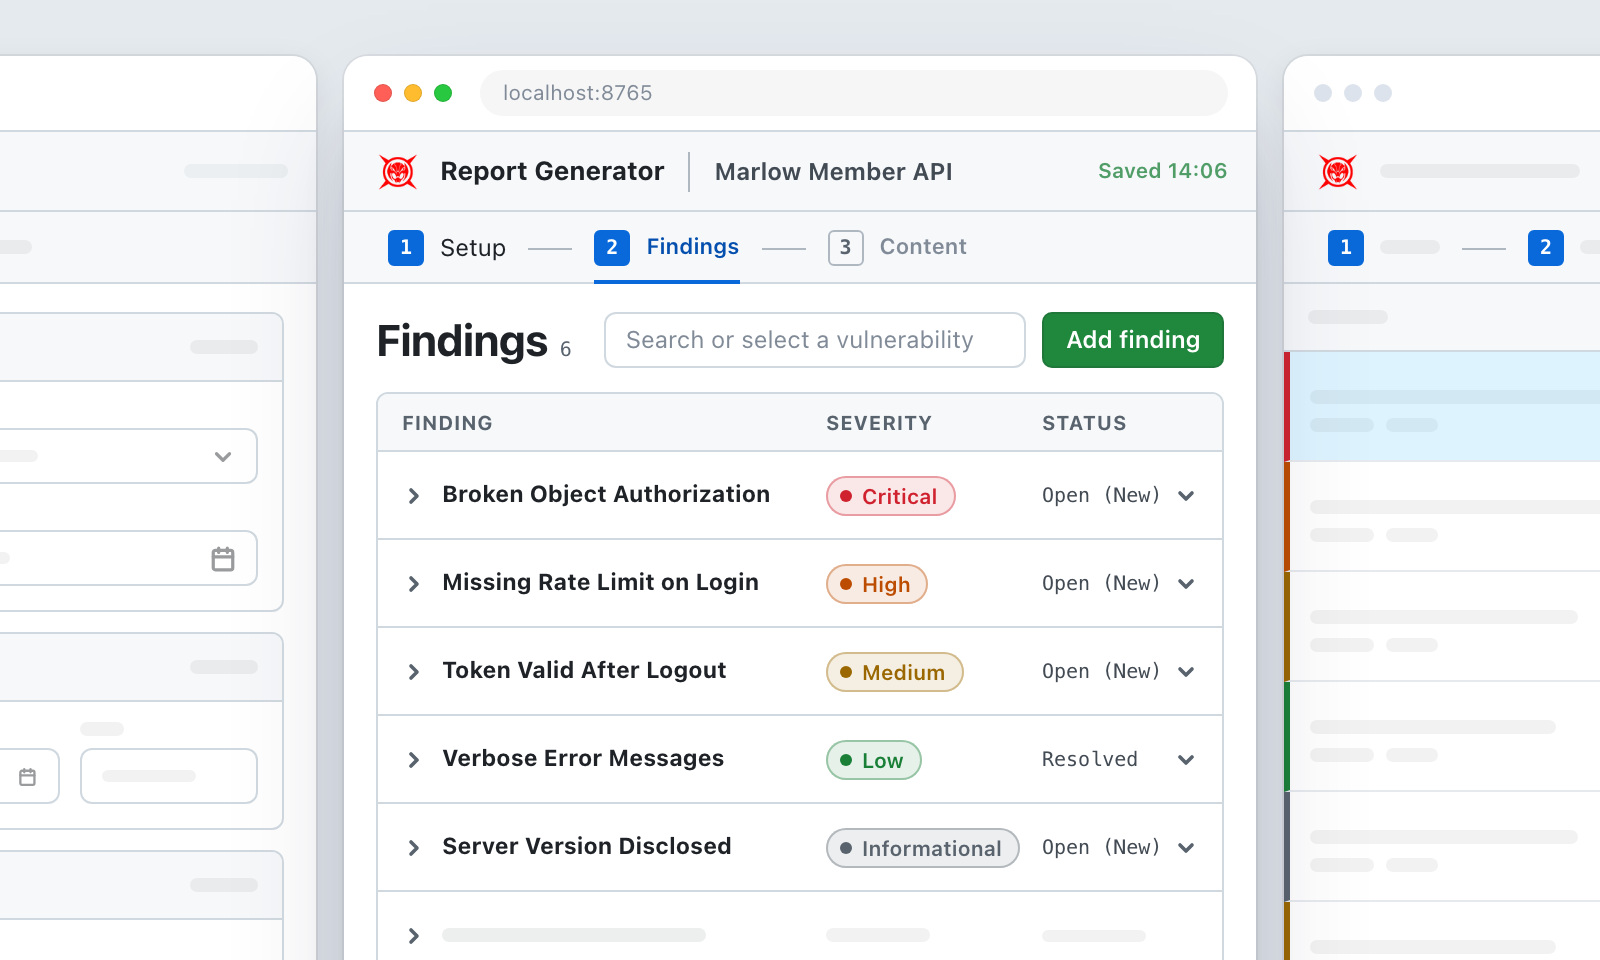 localhost:8765
Report Generator
Marlow Member API
Saved 14:06
1 Setup
2 Findings
3 Content
1
2
Findings 6
Search or select a vulnerability
Add finding
FINDING SEVERITY STATUS
Broken Object Authorization Critical Open (New)
Missing Rate Limit on Login High Open (New)
Token Valid After Logout Medium Open (New)
Verbose Error Messages Low Resolved
Server Version Disclosed Informational Open (New)